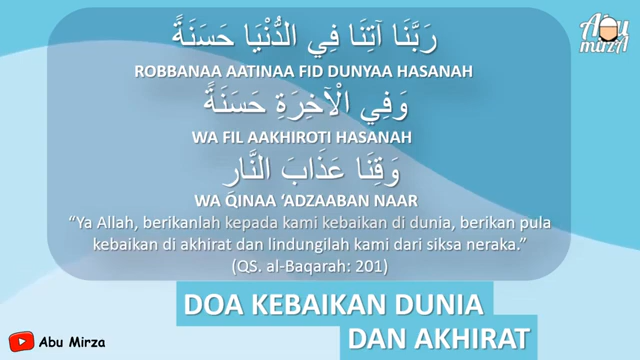 رَبَّنَا آتِنَا فِي الدُّنْيَا حَسَنَةً
ROBBANAA AATINAA FID DUNYAA HASANAH
وَفِي الْآخِرَةِ حَسَنَةً
WA FIL AAKHIROTI HASANAH
وَقِنَا عَذَابَ النَّارِ
WA QINAA ‘ADZAABAN NAAR
“Ya Allah, berikanlah kepada kami kebaikan di dunia, berikan pula
kebaikan di akhirat dan lindungilah kami dari siksa neraka.”
(QS. al-Baqarah: 201)
DOA KEBAIKAN DUNIA
DAN AKHIRAT
Abu Mirza
Abu
mirzA